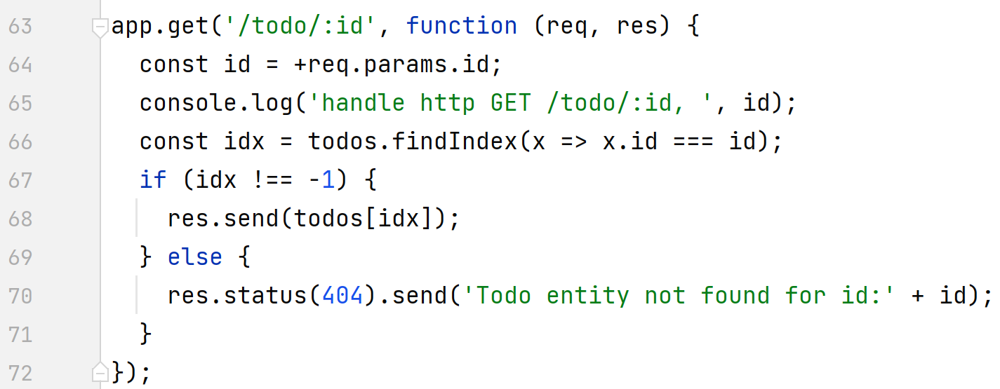 63 app.get('/todo/:id', function (req, res) {
64   const id = +req.params.id;
65   console.log('handle http GET /todo/:id, ', id);
66   const idx = todos.findIndex(x => x.id === id);
67   if (idx !== -1) {
68     res.send(todos[idx]);
69   } else {
70     res.status(404).send('Todo entity not found for id:' + id);
71   }
72 });